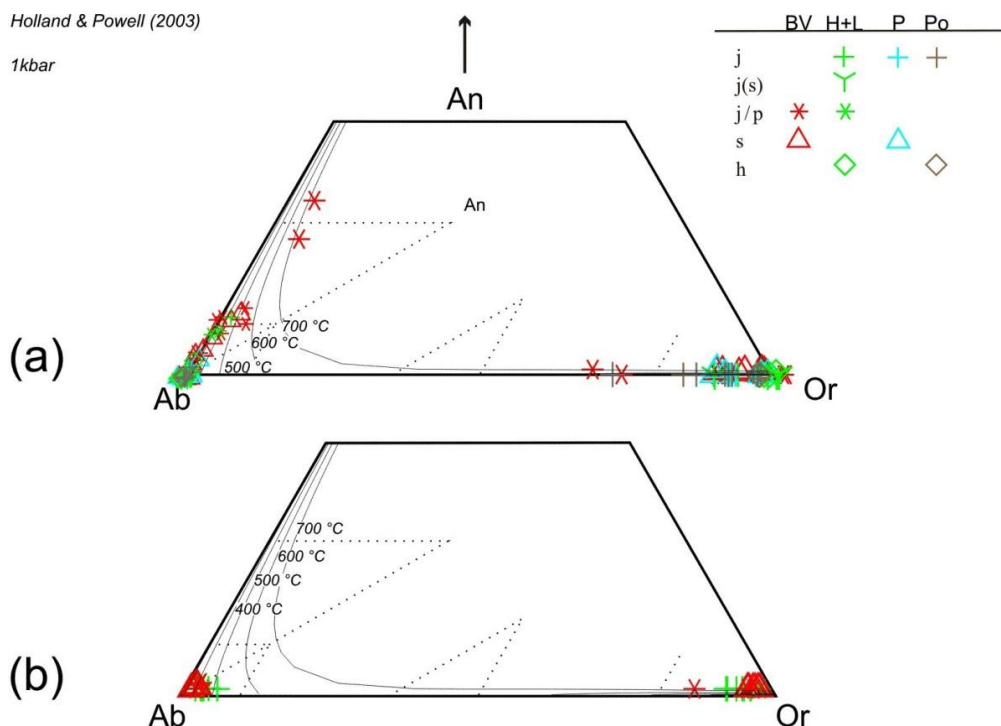 Holland & Powell (2003)
1kbar
BV H+L P Po
j
j(s)
j/p
s
h
An
An
(a)
700 °C
600 °C
500 °C
Ab
Or
(b)
700 °C
600 °C
500 °C
400 °C
Ab
Or